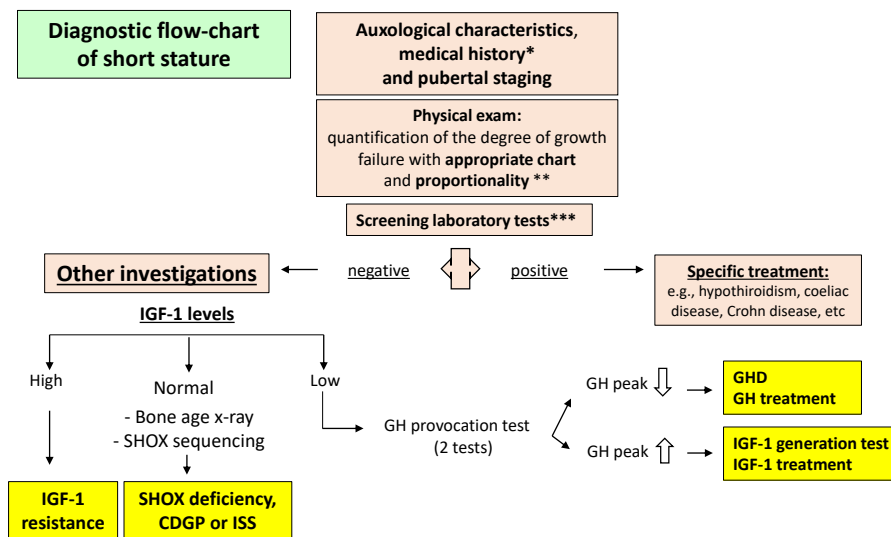 Diagnostic flow-chart
of short stature
Auxological characteristics,
medical history*
and pubertal staging
Physical exam:
quantification of the degree of growth
failure with appropriate chart
and proportionality **
Screening laboratory tests***
Other investigations
negative
positive
Specific treatment:
e.g., hypothiroidism, coeliac
disease, Crohn disease, etc
IGF-1 levels
High
Normal
- Bone age x-ray
- SHOX sequencing
Low
GH provocation test
(2 tests)
GH peak
GHD
GH treatment
GH peak
IGF-1 generation test
IGF-1 treatment
IGF-1
resistance
SHOX deficiency,
CDGP or ISS